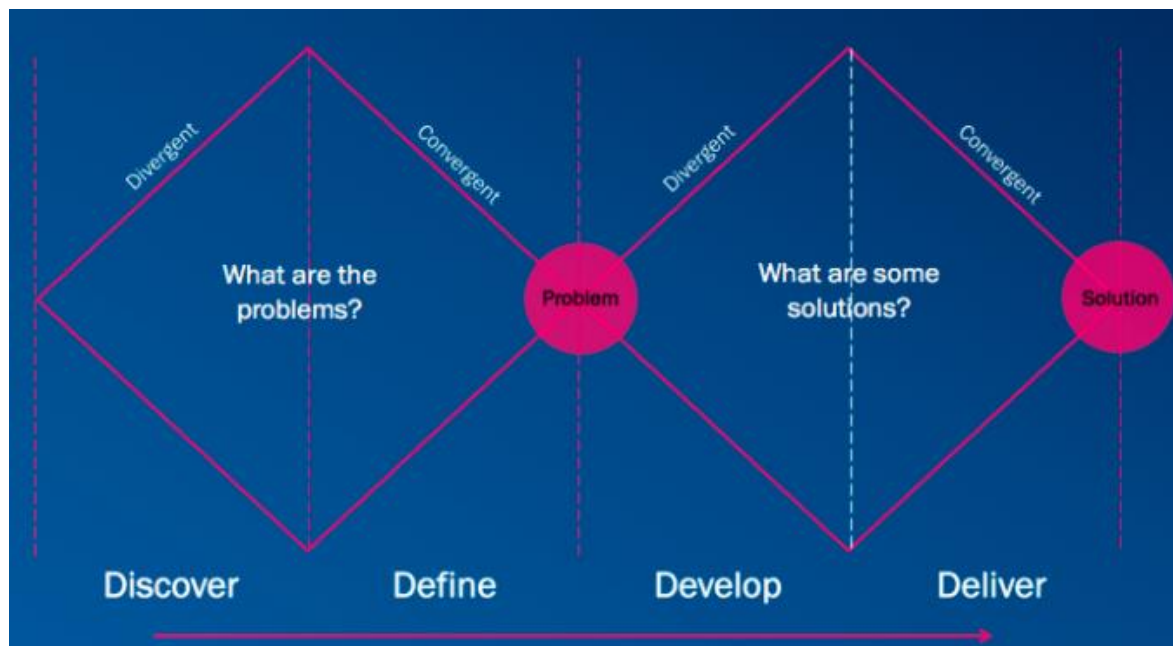 Divergent
Convergent
Divergent
Convergent
What are the
problems?
Problem
What are some
solutions?
Solution
Discover
Define
Develop
Deliver